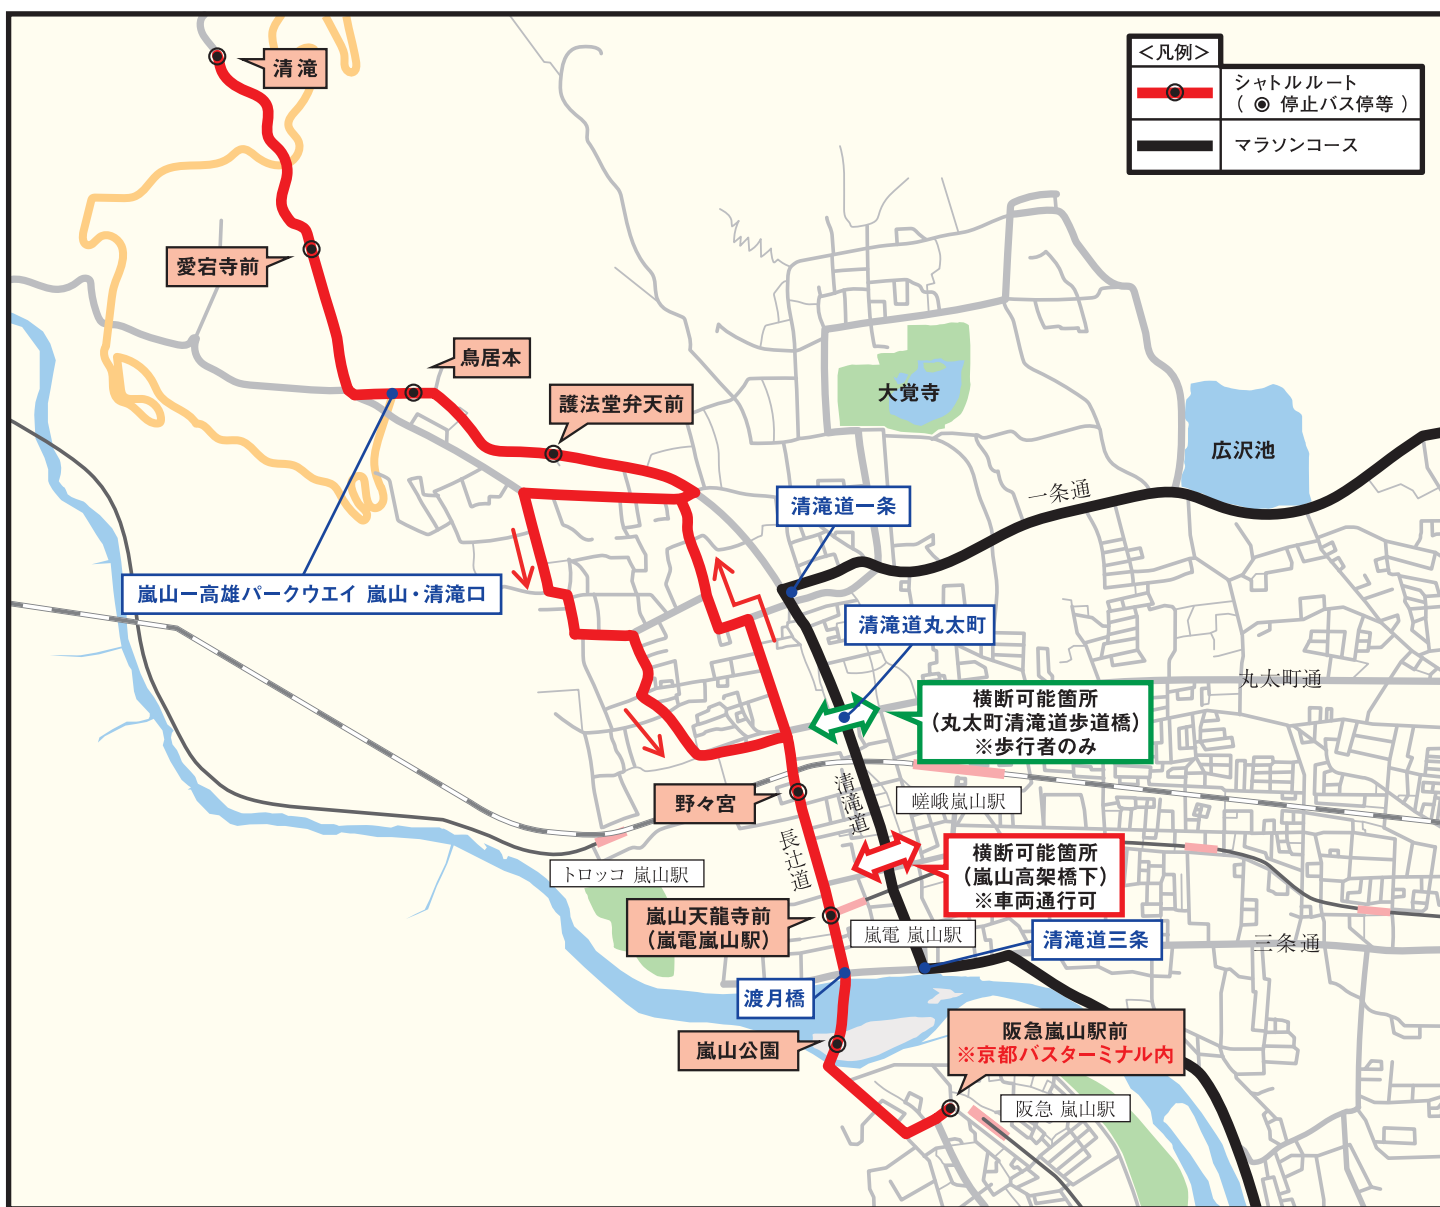 <凡例>
シャトルルート
( ◉ 停止バス停等 )
マラソンコース
清滝
愛宕寺前
鳥居本
護法堂弁天前
大覚寺
広沢池
一条通
清滝道一条
嵐山ー高雄パークウエイ 嵐山・清滝口
清滝道丸太町
丸太町通
横断可能箇所
(丸太町清滝道歩道橋)
※歩行者のみ
野々宮
清滝道
嵯峨嵐山駅
長辻道
横断可能箇所
(嵐山高架橋下)
※車両通行可
トロッコ 嵐山駅
嵐山天龍寺前
(嵐電嵐山駅)
嵐電 嵐山駅
清滝道三条
三条通
渡月橋
嵐山公園
阪急嵐山駅前
※京都バスターミナル内
阪急 嵐山駅